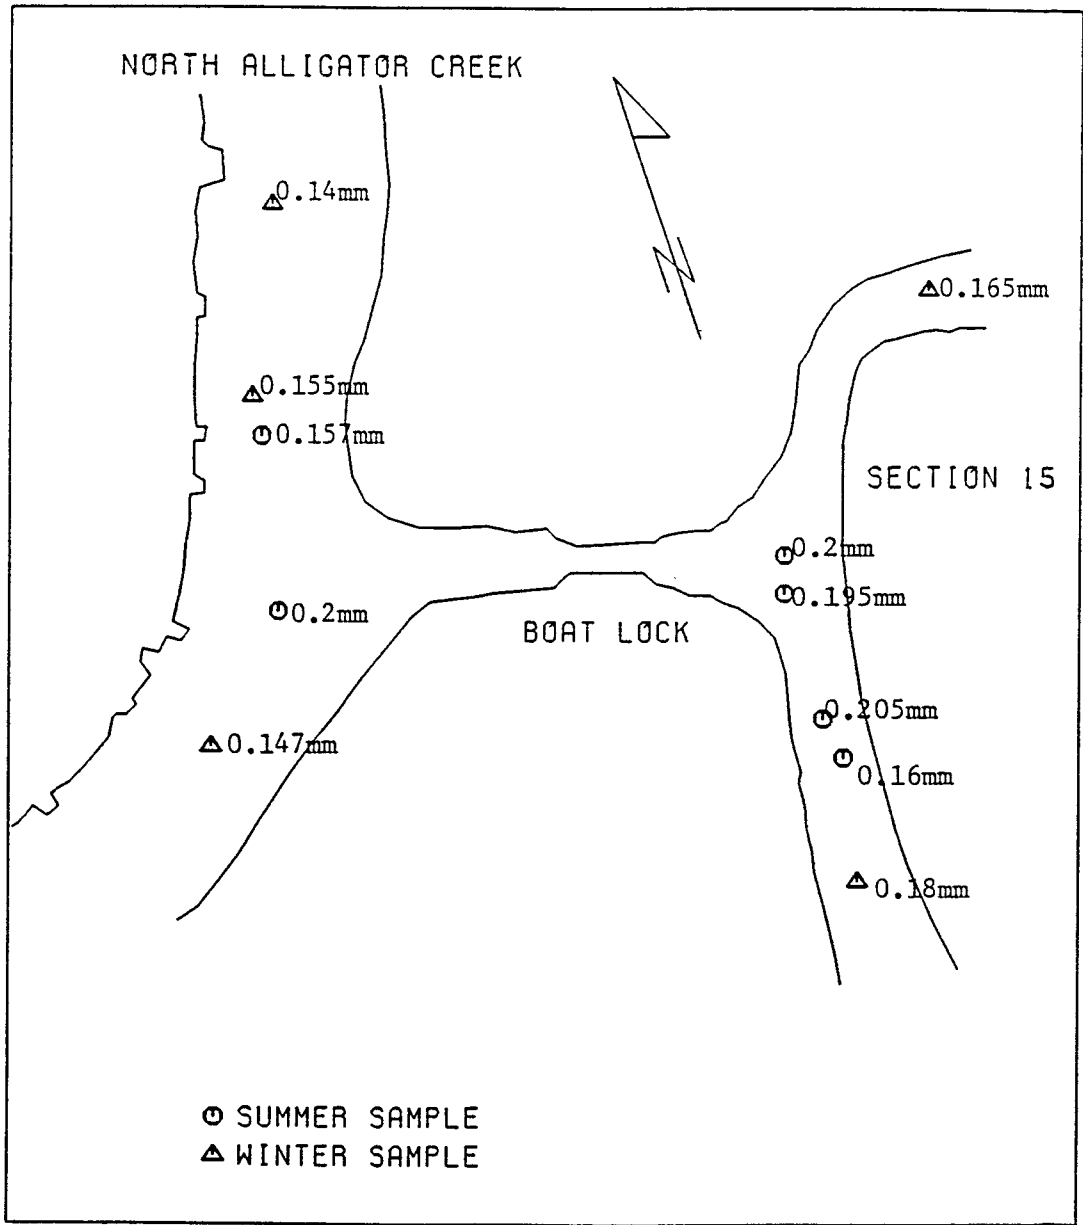 NORTH ALLIGATOR CREEK
0.14mm
0.165mm
0.155mm
0.157mm
SECTION 15
0.2mm
0.195mm
0.2mm
BOAT LOCK
0.205mm
0.147mm
0.16mm
0.18mm
SUMMER SAMPLE
WINTER SAMPLE